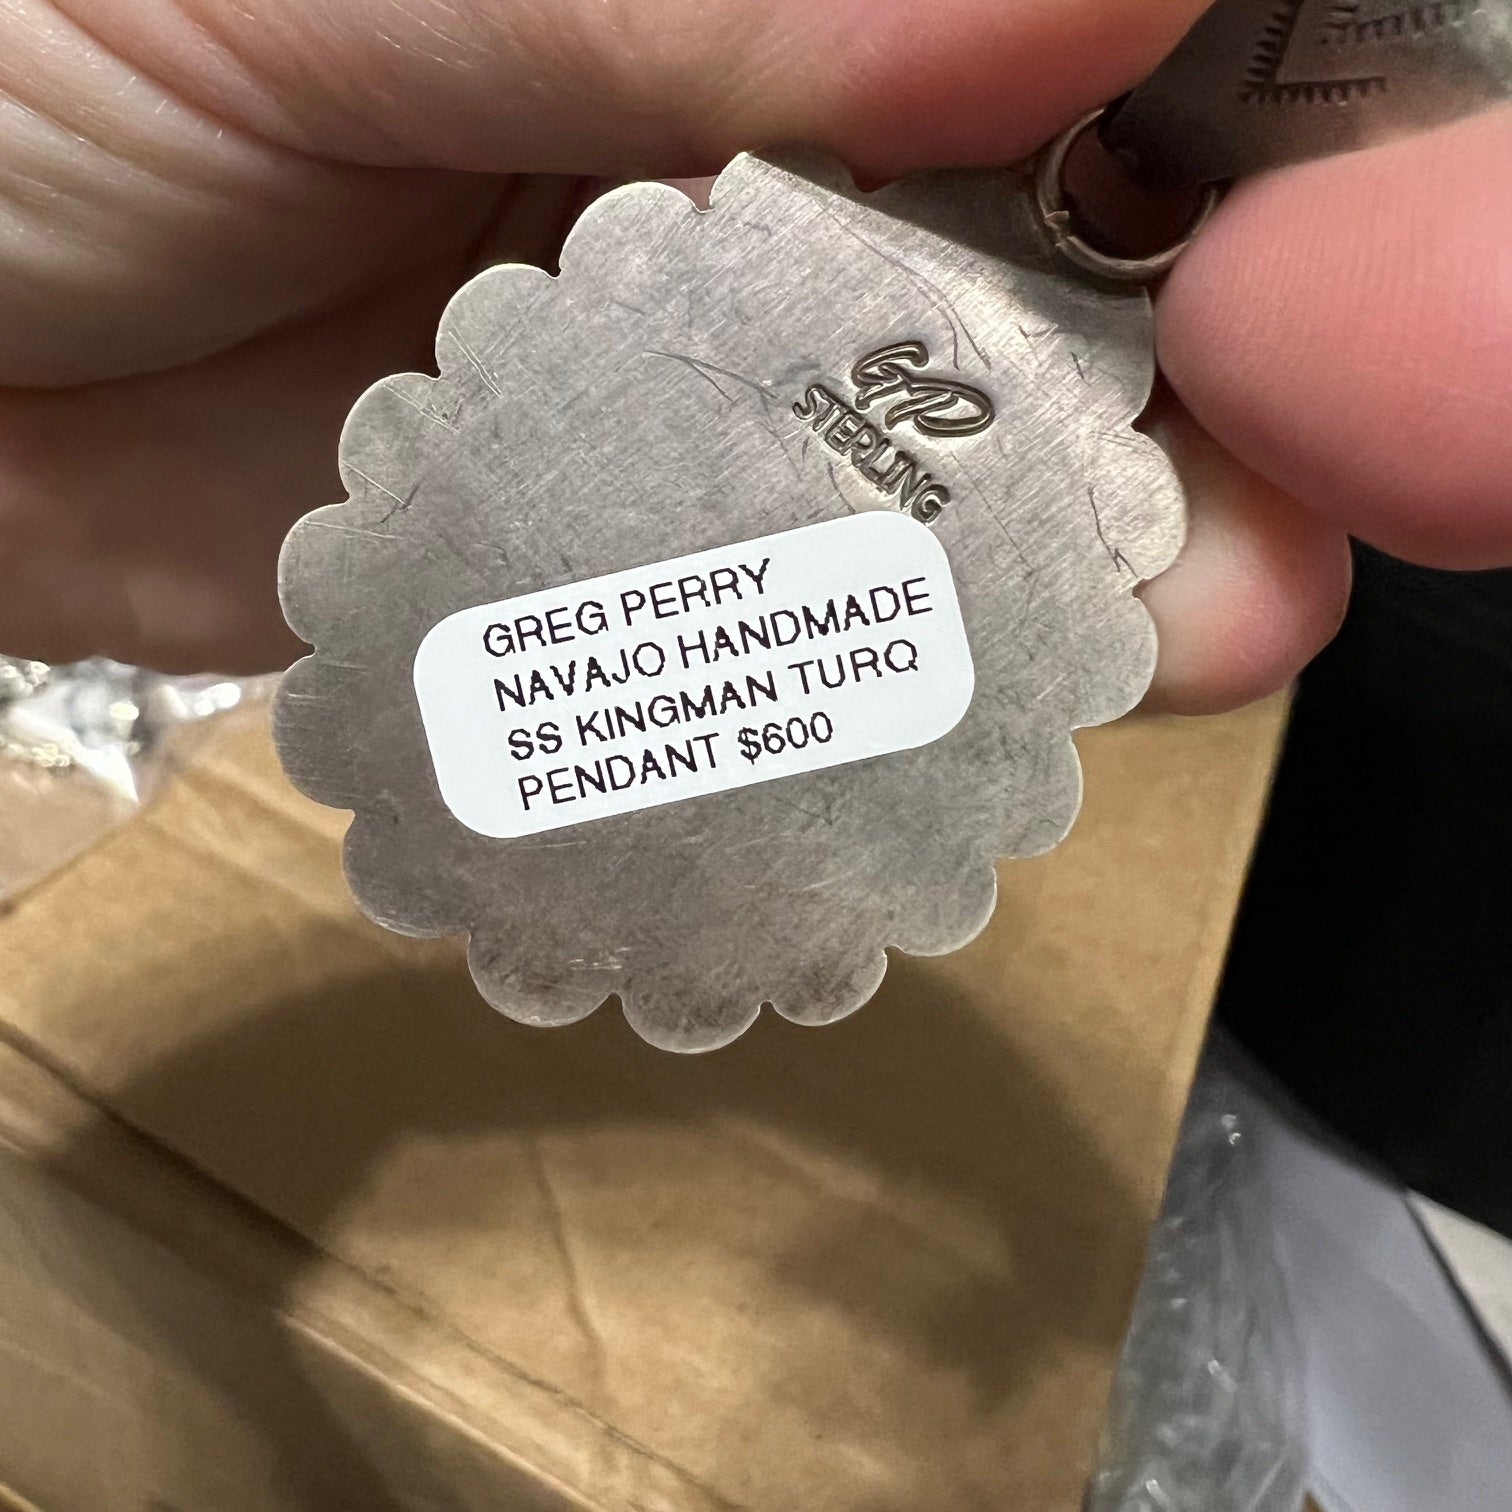 GP
STERLING
GREG PERRY
NAVAJO HANDMADE
SS KINGMAN TURQ
PENDANT $600